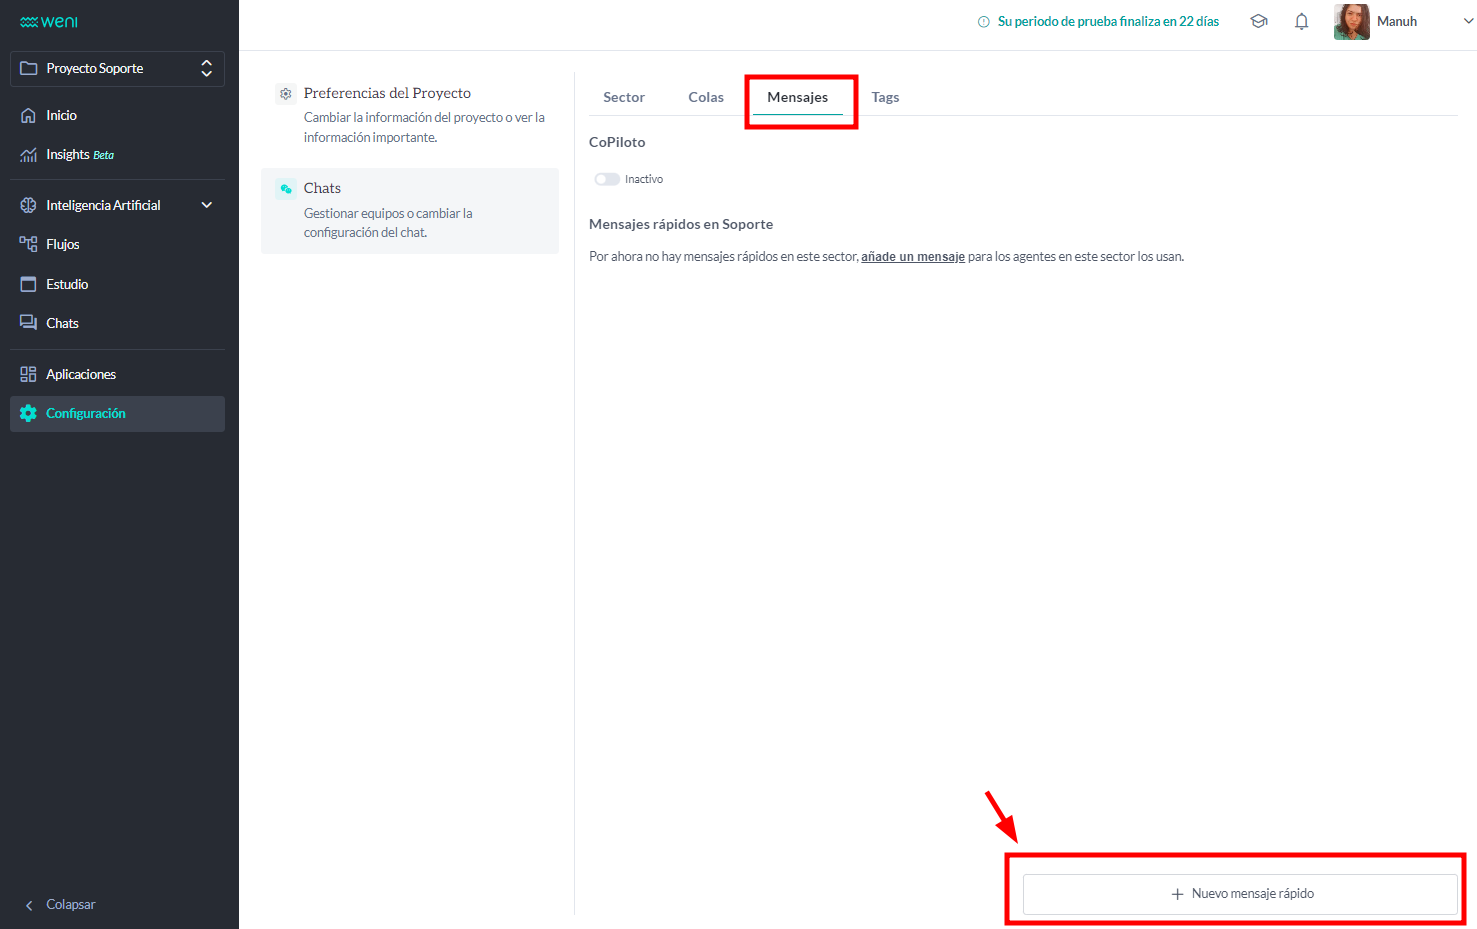 weni
Su periodo de prueba finaliza en 22 días
Manuh
Proyecto Soporte
Inicio
Insights Beta
Inteligencia Artificial
Flujos
Estudio
Chats
Aplicaciones
Configuración
Colapsar
Preferencias del Proyecto
Cambiar la información del proyecto o ver la
información importante.
Chats
Gestionar equipos o cambiar la
configuración del chat.
Sector Colas Mensajes Tags
CoPiloto
Inactivo
Mensajes rápidos en Soporte
Por ahora no hay mensajes rápidos en este sector, añade un mensaje para los agentes en este sector los usan.
+ Nuevo mensaje rápido